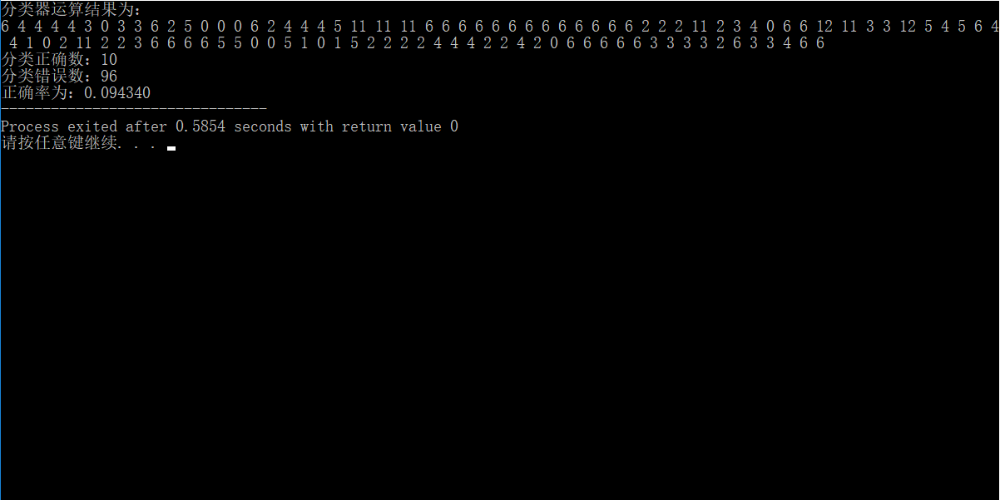 分类器运算结果为：
6 4 4 4 4 3 0 3 3 6 2 5 0 0 0 6 2 4 4 4 5 11 11 11 6 6 6 6 6 6 6 6 6 6 6 6 6 2 2 2 11 2 3 4 0 6 6 12 11 3 3 12 5 4 5 6 4
4 1 0 2 11 2 2 3 6 6 6 6 5 5 0 0 5 1 0 1 5 2 2 2 2 4 4 4 2 2 4 2 0 6 6 6 6 6 3 3 3 3 2 6 3 3 4 6 6
分类正确数：10
分类错误数：96
正确率为：0.094340
--------------------------------
Process exited after 0.5854 seconds with return value 0
请按任意键继续. . .